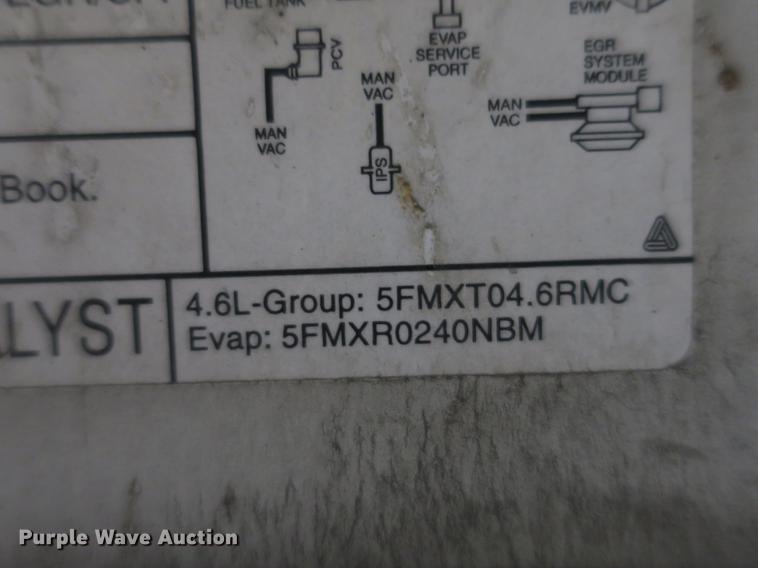 FUEL TANK
EVMV
EVAP
SERVICE
PORT
PCV
MAN
VAC
MAN
VAC
IPS
EGR
SYSTEM
MODULE
MAN
VAC
Book.
ALYST
4.6L-Group: 5FMXT04.6RMC
Evap: 5FMXR0240NBM
Purple Wave Auction